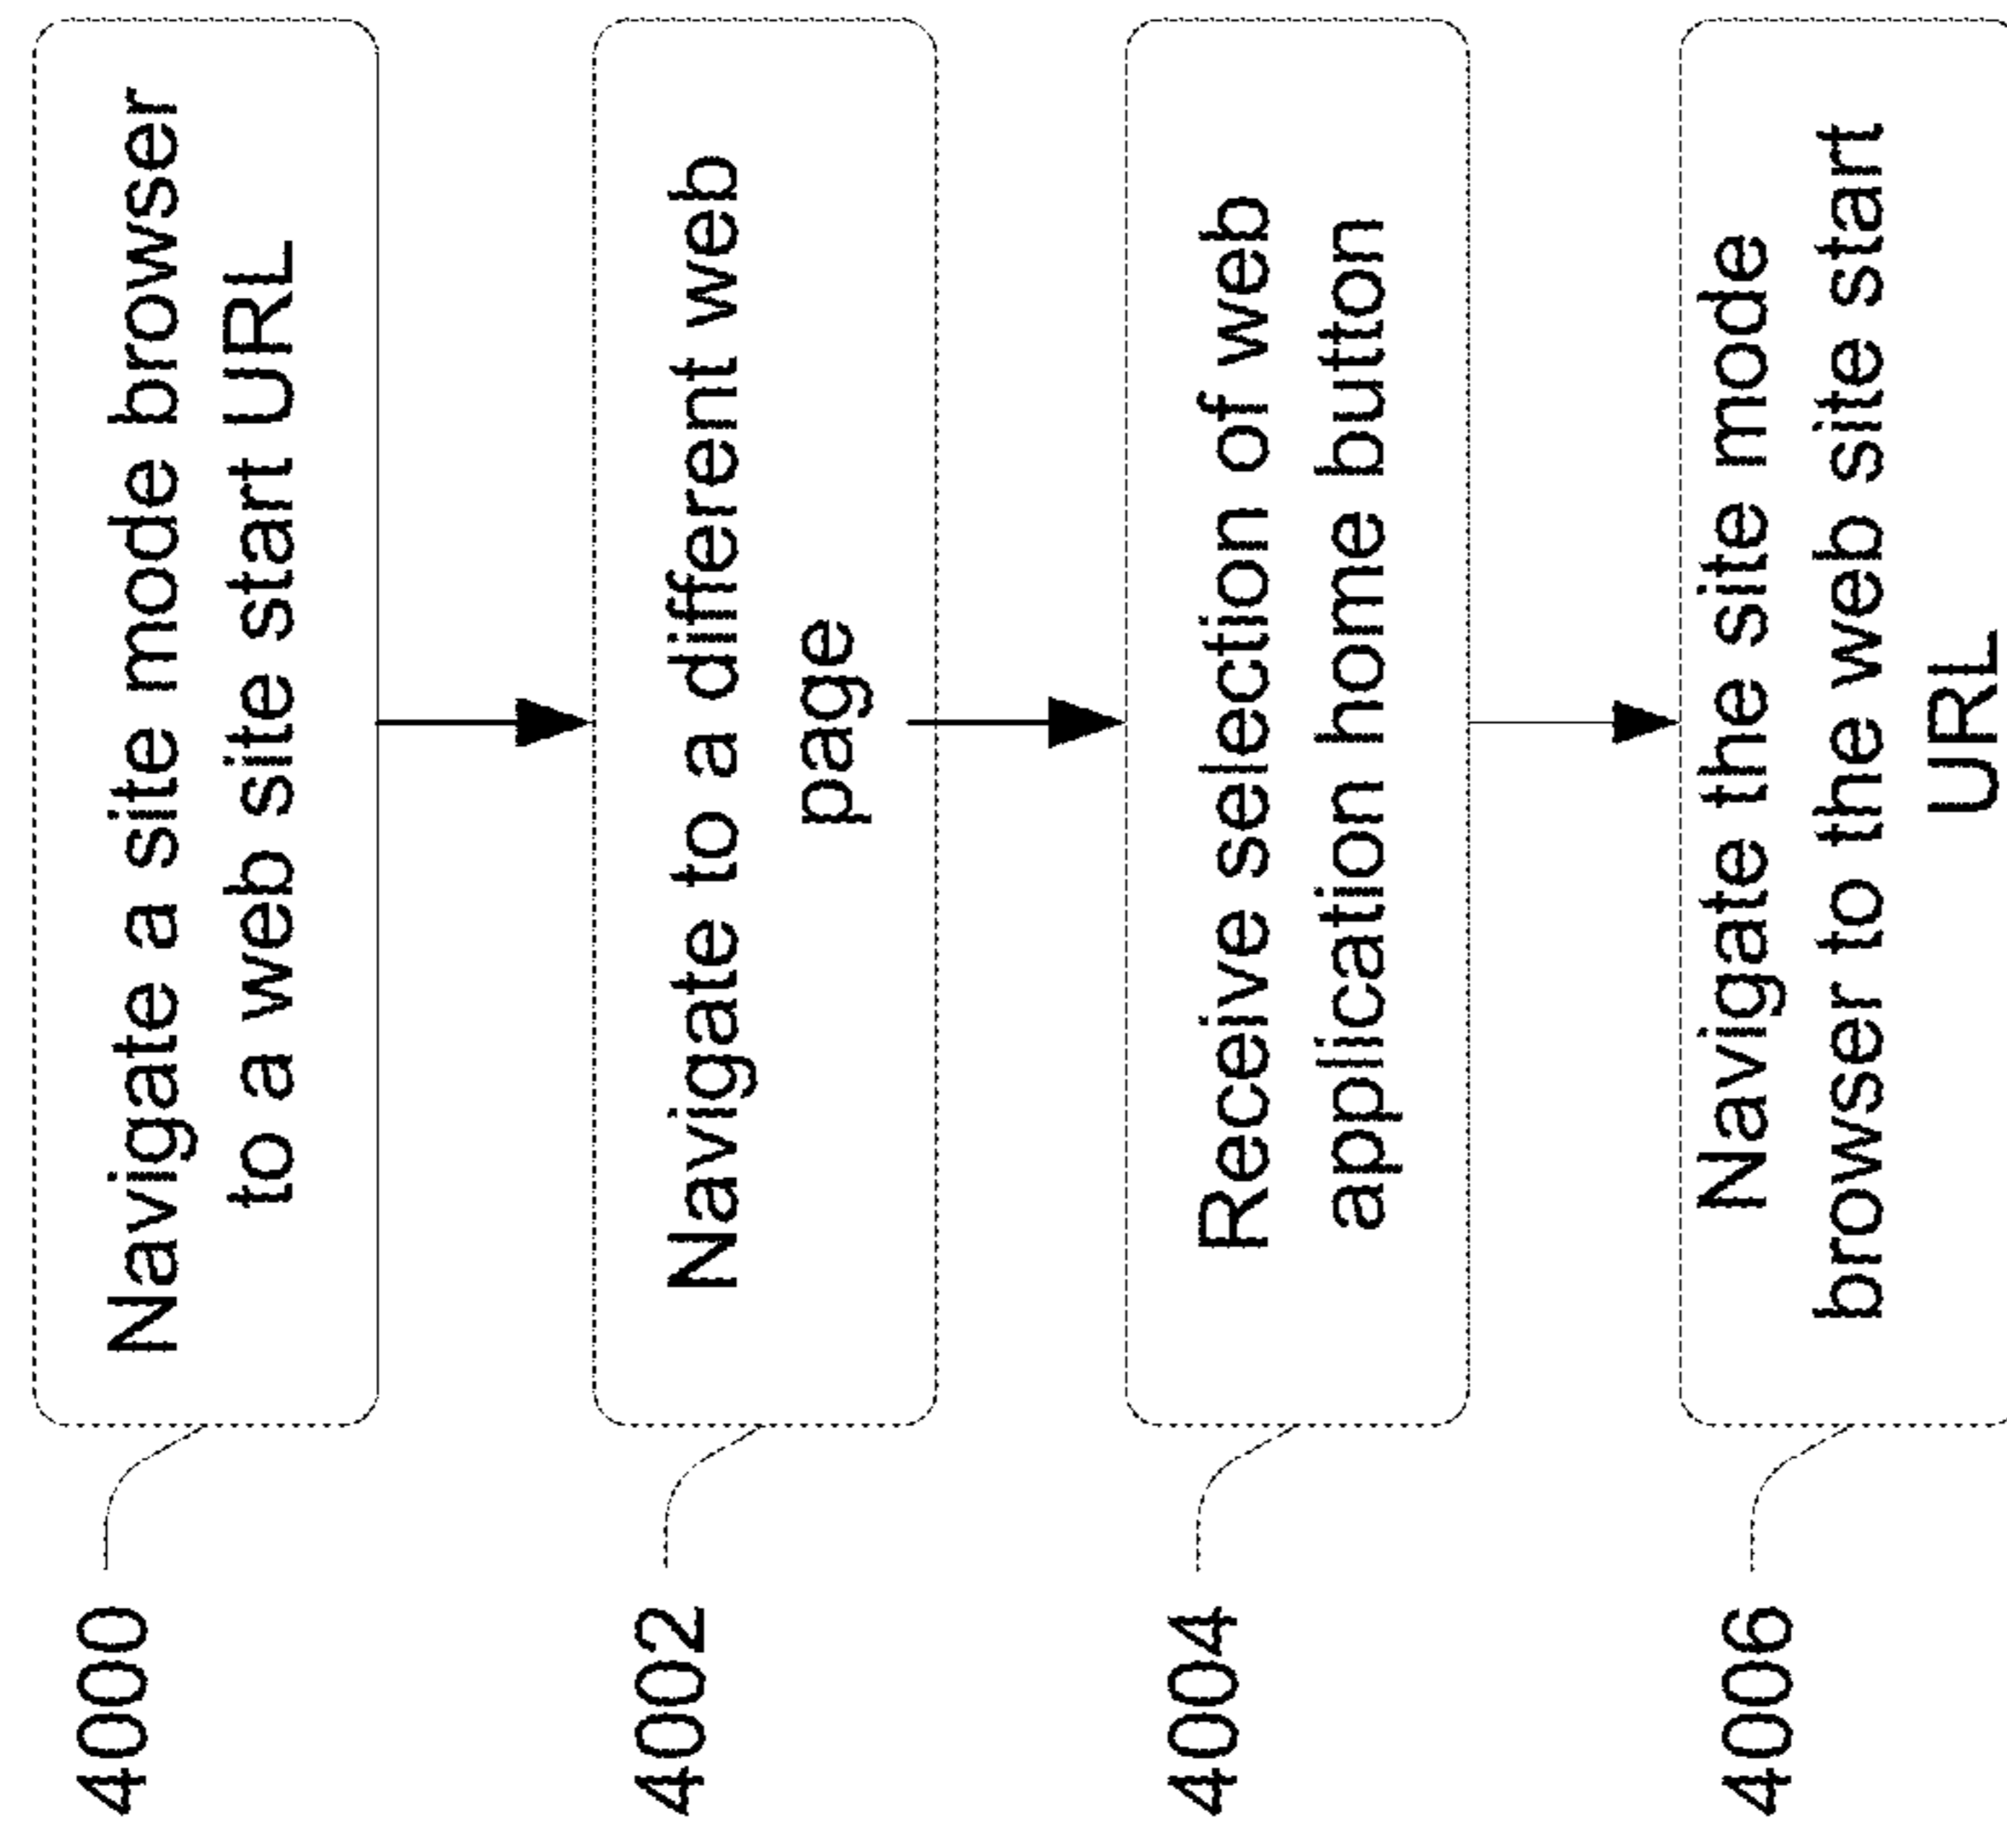 4000
Navigate a site mode browser
to a web site start URL
4002
Navigate to a different web
page
4004
Receive selection of web
application home button
4006
Navigate the site mode
browser to the web site start
URL